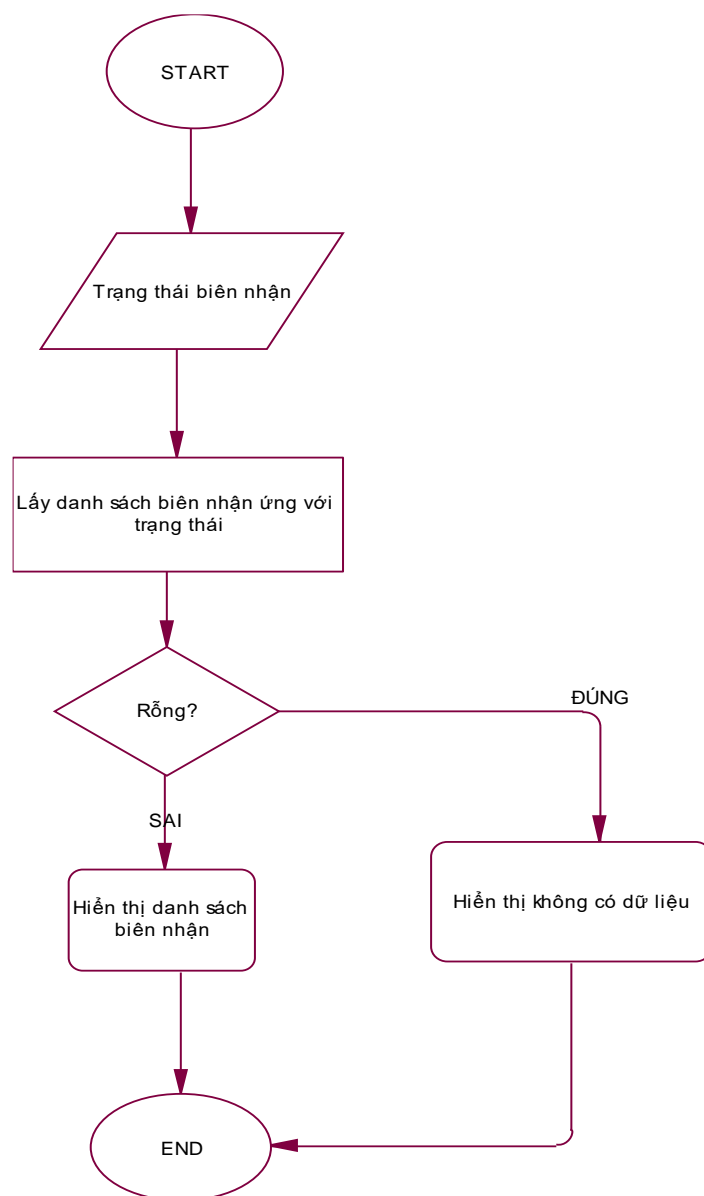 START
Trạng thái biên nhận
Lấy danh sách biên nhận ứng với
trạng thái
Rỗng?
ĐÚNG
SAI
Hiển thị danh sách
biên nhận
Hiển thị không có dữ liệu
END